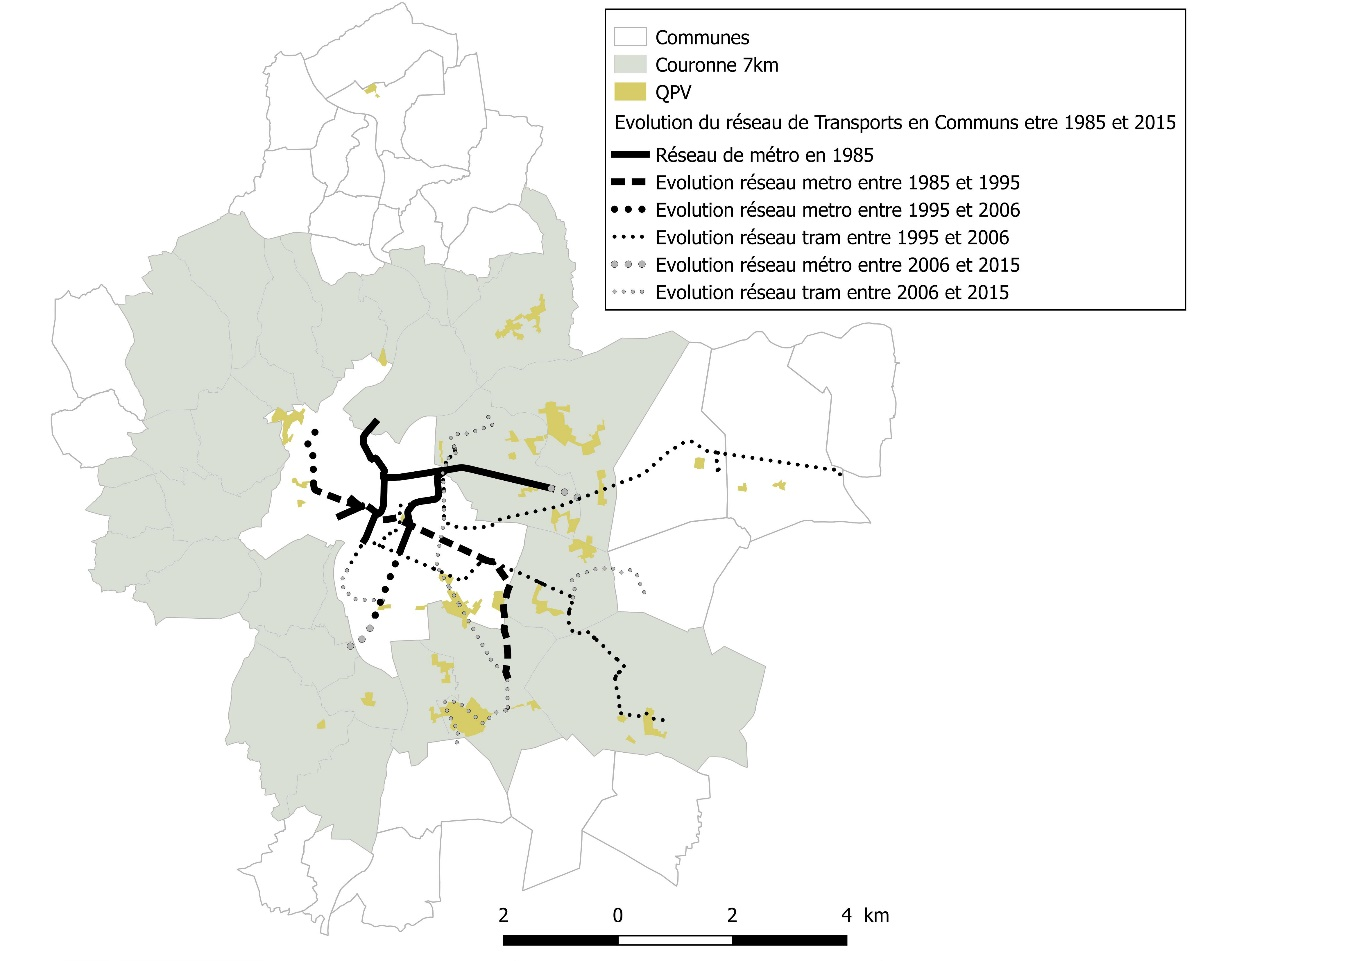 Communes
Couronne 7km
QPV
Evolution du réseau de Transports en Communs etre 1985 et 2015
Réseau de métro en 1985
Evolution réseau metro entre 1985 et 1995
Evolution réseau metro entre 1995 et 2006
Evolution réseau tram entre 1995 et 2006
Evolution réseau métro entre 2006 et 2015
Evolution réseau tram entre 2006 et 2015
2 0 2 4 km